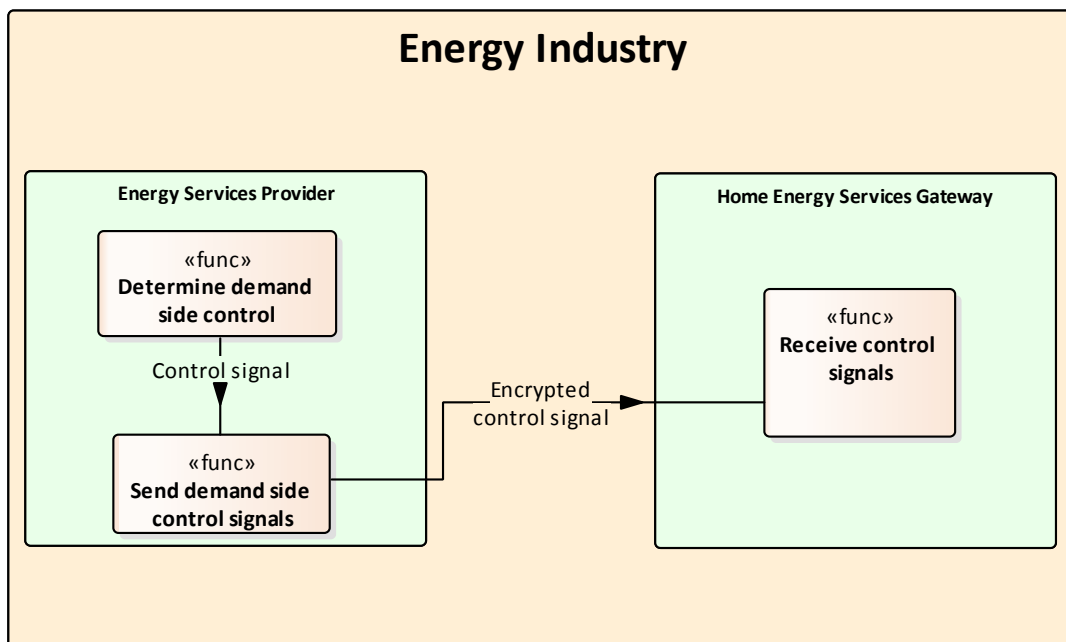 Energy Industry
Energy Services Provider
«func»
Determine demand
side control
Control signal
«func»
Send demand side
control signals
Encrypted
control signal
Home Energy Services Gateway
«func»
Receive control
signals